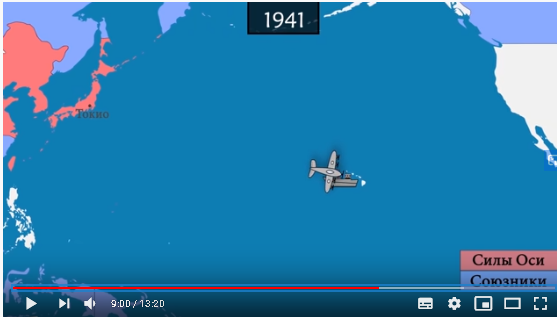 1941
Токио
Силы Оси
Союзники
9:00 / 13:20